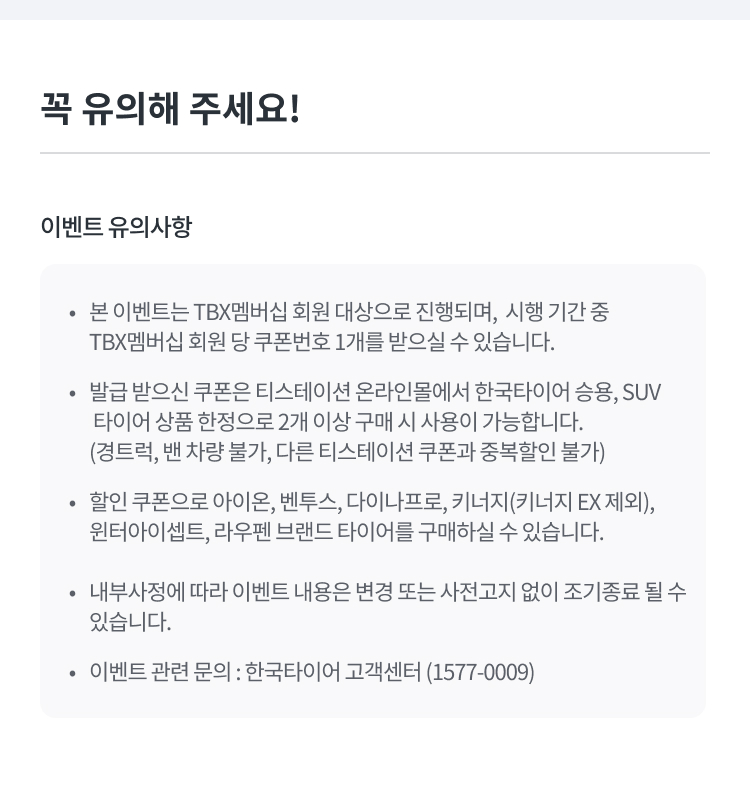 꼭 유의해 주세요!
이벤트 유의사항
• 본 이벤트는 TBX멤버십 회원 대상으로 진행되며, 시행 기간 중
TBX멤버십 회원 당 쿠폰번호 1개를 받으실 수 있습니다.
• 발급 받으신 쿠폰은 티스테이션 온라인몰에서 한국타이어 승용, SUV
타이어 상품 한정으로 2개 이상 구매 시 사용이 가능합니다.
(경트럭, 밴 차량 불가, 다른 티스테이션 쿠폰과 중복할인 불가)
• 할인 쿠폰으로 아이온, 벤투스, 다이나프로, 키너지(키너지 EX 제외),
윈터아이셉트, 라우펜 브랜드 타이어를 구매하실 수 있습니다.
• 내부사정에 따라 이벤트 내용은 변경 또는 사전고지 없이 조기종료 될 수
있습니다.
• 이벤트 관련 문의 : 한국타이어 고객센터 (1577-0009)